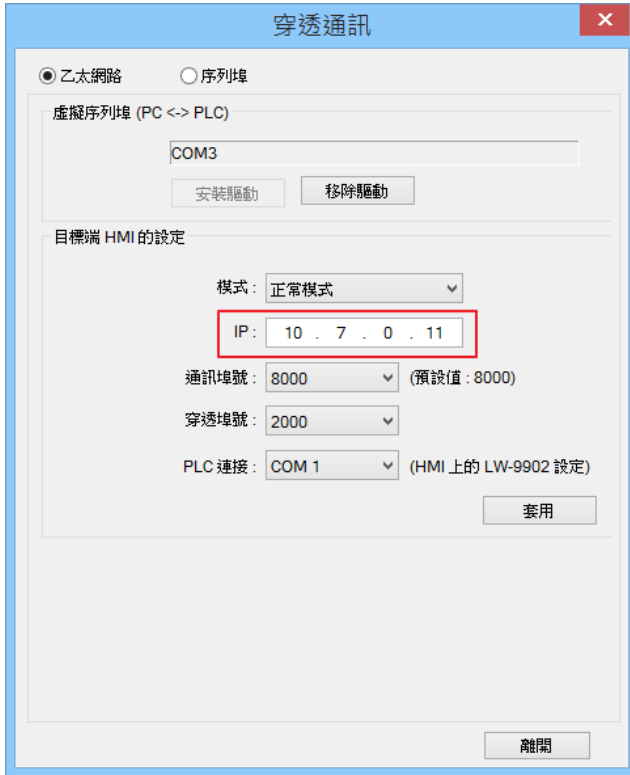 穿透通訊
乙太網路 序列埠
虛擬序列埠 (PC <-> PLC)
COM3
安裝驅動 移除驅動
目標端 HMI 的設定
模式 : 正常模式
IP : 10 . 7 . 0 . 11
通訊埠號 : 8000 (預設值 : 8000)
穿透埠號 : 2000
PLC 連接 : COM 1 (HMI 上的 LW-9902 設定)
套用
離開